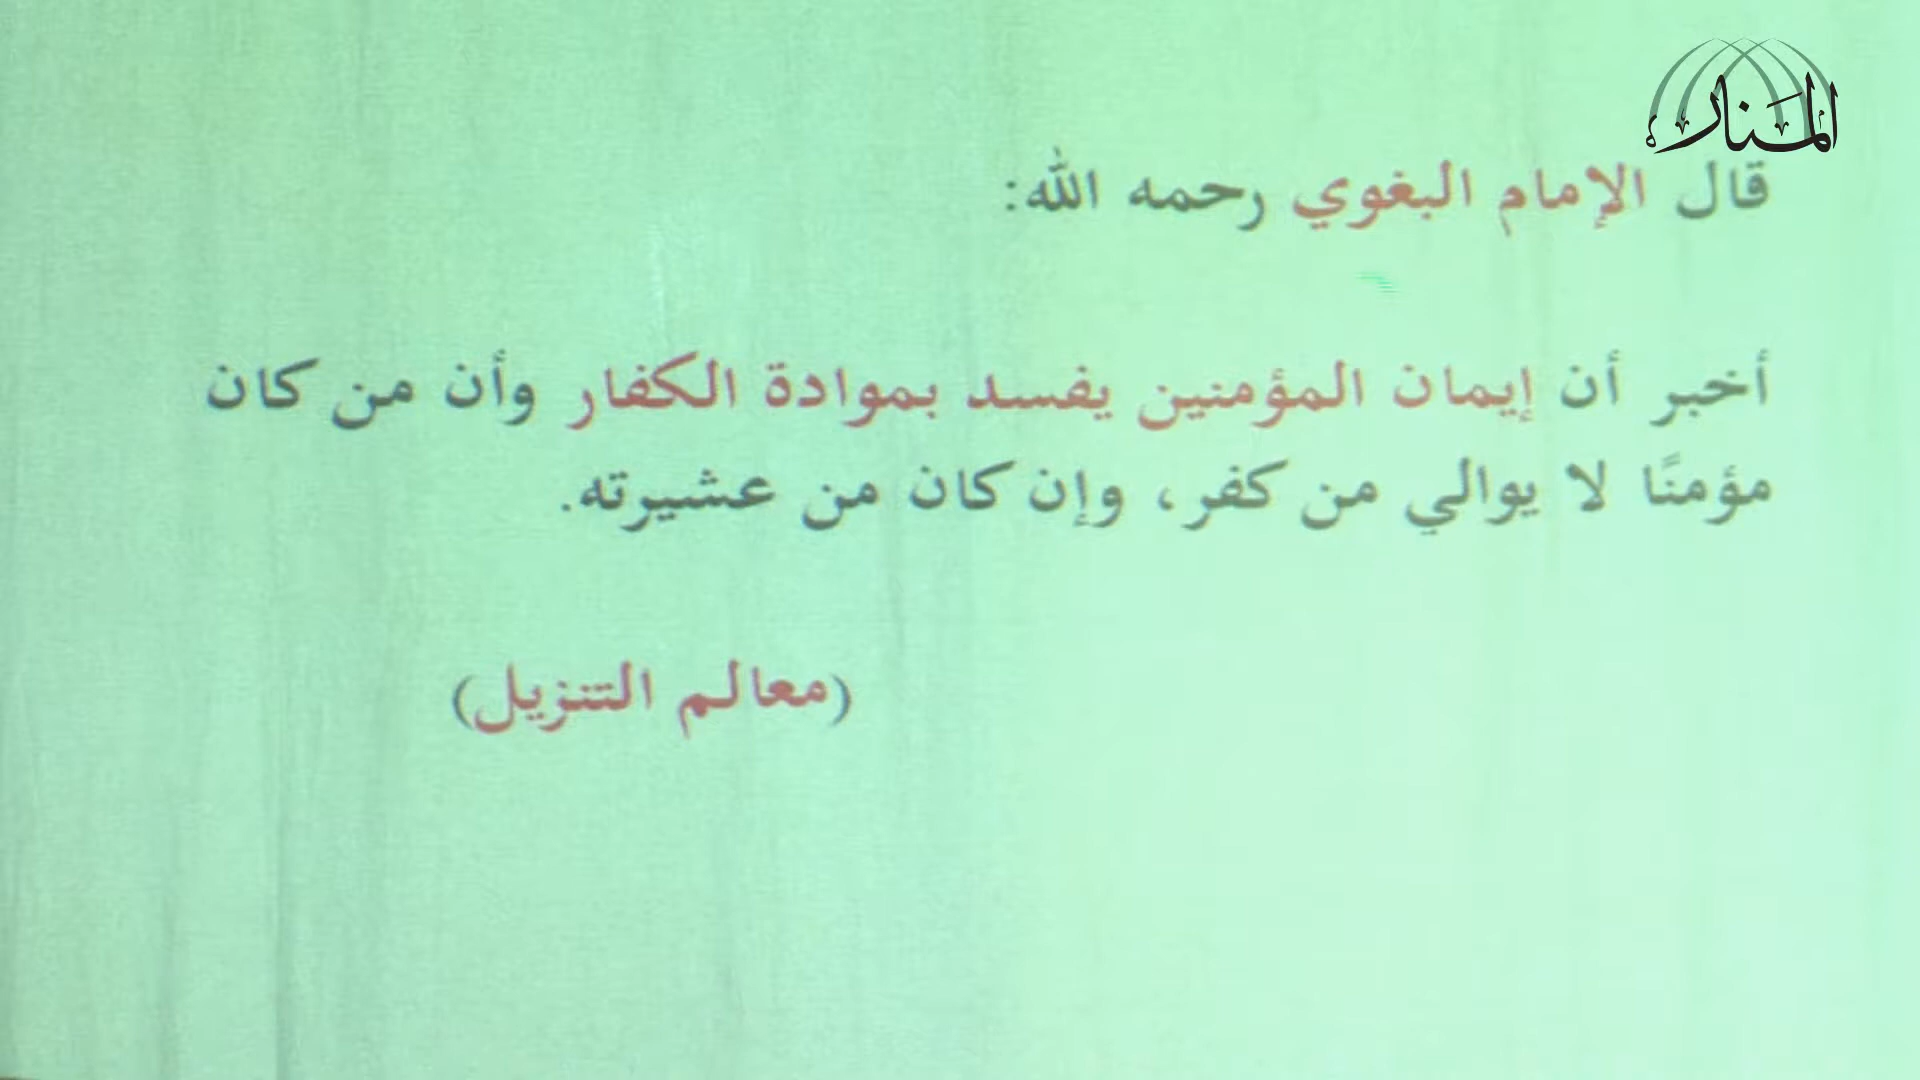 المنار
قال الإمام البغوي رحمه الله:
أخبر أن إيمان المؤمنين يفسد بموادة الكفار وأن من كان
مؤمنًا لا يوالي من كفر، وإن كان من عشيرته.
(معالم التنزيل)